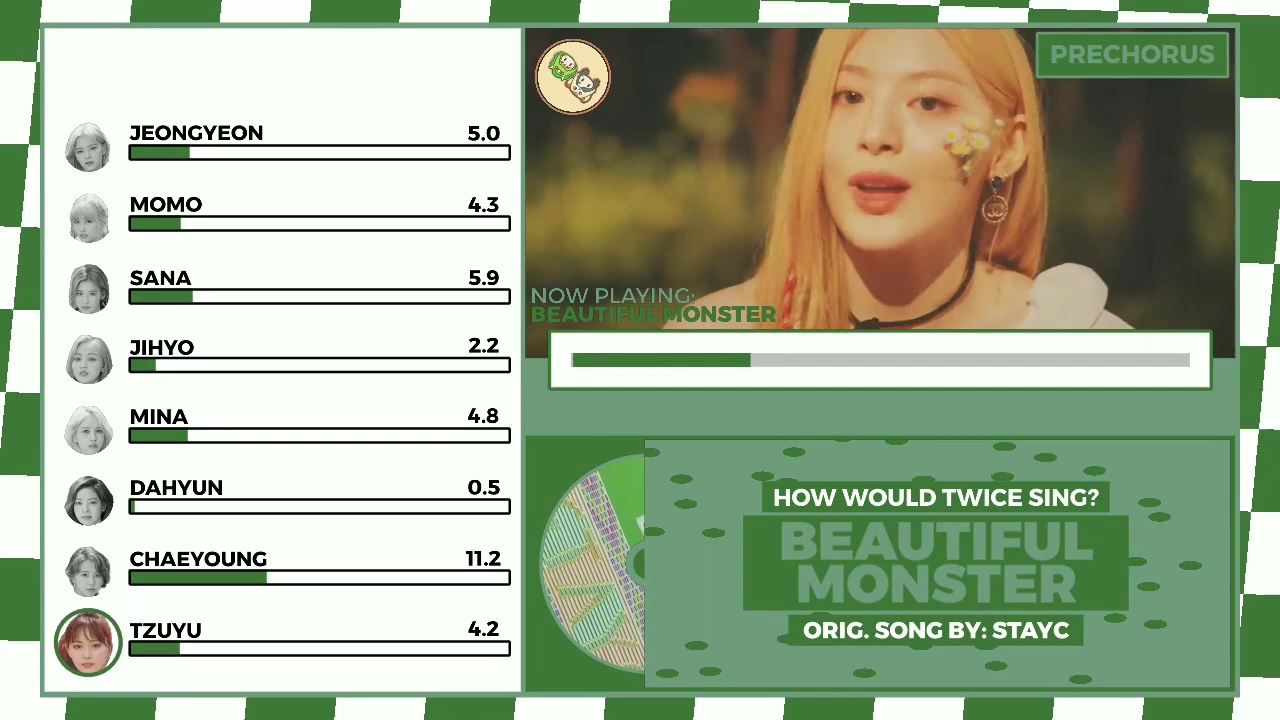 JEONGYEON 5.0
MOMO 4.3
SANA 5.9
JIHYO 2.2
MINA 4.8
DAHYUN 0.5
CHAEYOUNG 11.2
TZUYU 4.2
PRECHORUS
NOW PLAYING:
BEAUTIFUL MONSTER
HOW WOULD TWICE SING?
BEAUTIFUL
MONSTER
ORIG. SONG BY: STAYC